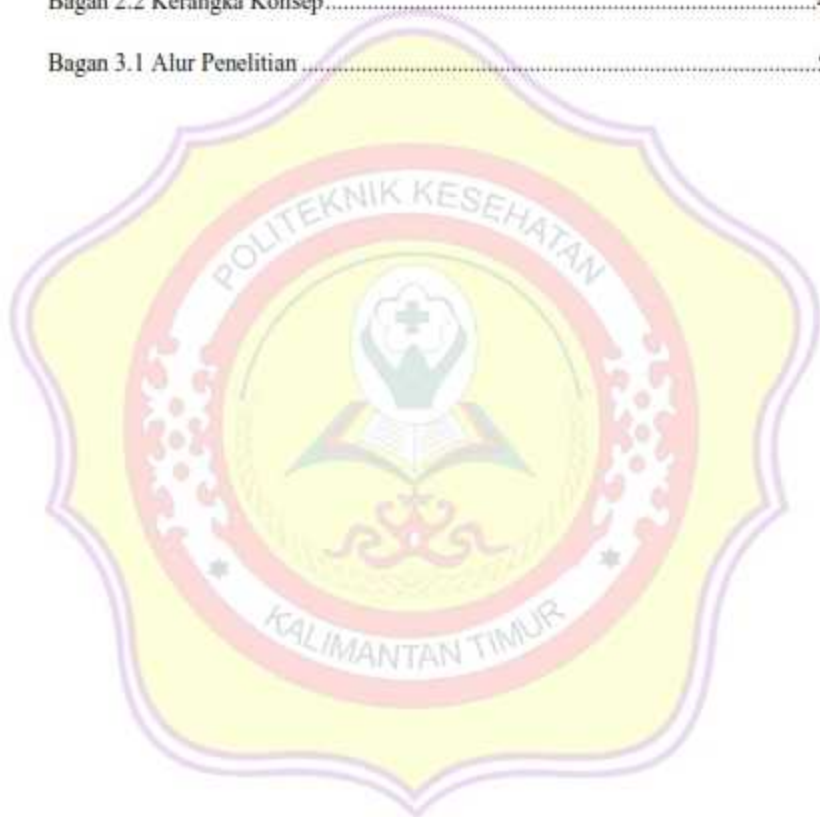 Bagan 2.2 Kerangka Konsep
Bagan 3.1 Alur Penelitian
POLITEKNIK KESEHATAN
KALIMANTAN TIMUR